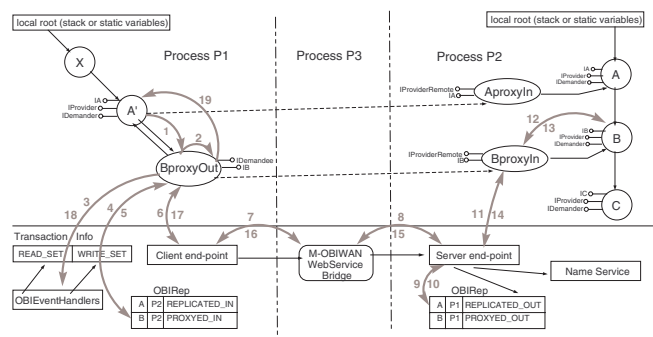 local root (stack or static variables)
local root (stack or static variables)
Process P1
Process P3
Process P2
X
A
IA
IProvider
IDemander
IProviderRemote
IA
AproxyIn
IA
IProvider
IDemander
A'
19
1
2
12
13
B
IB
IProvider
IDemander
BproxyOut
IDemandee
IB
IProviderRemote
IB
BproxyIn
3
18
4
5
6
17
7
16
8
15
11
14
C
IC
IProvider
IDemander
Transaction Info
READ_SET
WRITE_SET
Client end-point
M-OBIWAN
WebService
Bridge
Server end-point
Name Service
OBIEventHandlers
9
10
OBIRep
A P2 REPLICATED_IN
B P2 PROXYED_IN
OBIRep
A P1 REPLICATED_OUT
B P1 PROXYED_OUT